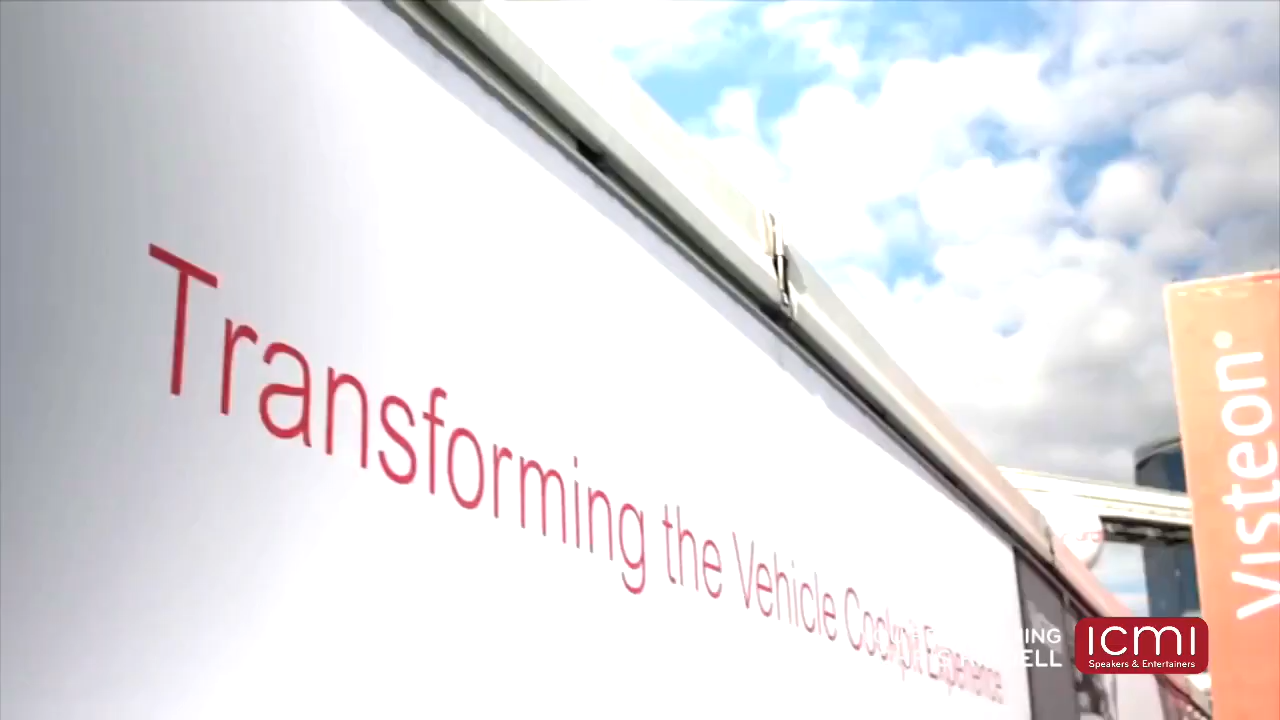 Transforming the Vehicle Cockpit Experience
Visteon
ICMI
Speakers & Entertainers